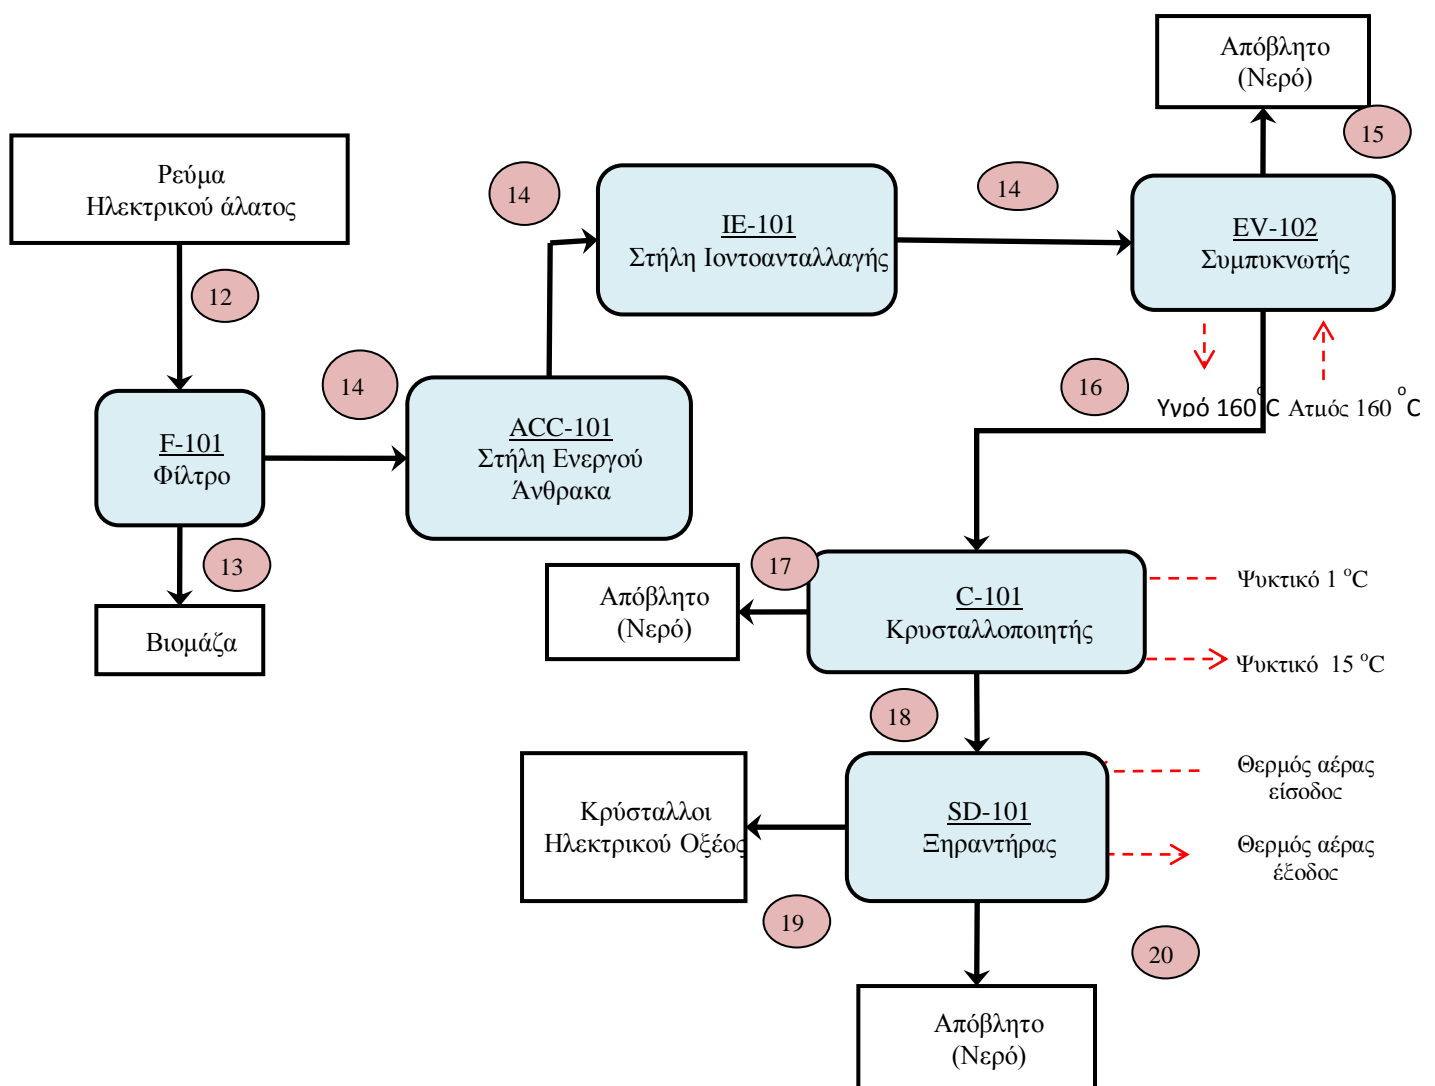 Απόβλητο
(Νερό)
15
Ρεύμα
Ηλεκτρικού άλατος
14
IE-101
Στήλη Ιοντοανταλλαγής
14
EV-102
Συμπυκνωτής
12
14
16
Υγρό 160 °C
Ατμός 160 °C
F-101
Φίλτρο
ACC-101
Στήλη Ενεργού
Άνθρακα
13
Βιομάζα
17
Απόβλητο
(Νερό)
C-101
Κρυσταλλοποιητής
Ψυκτικό 1 °C
Ψυκτικό 15 °C
18
Κρύσταλλοι
Ηλεκτρικού Οξέος
SD-101
Ξηραντήρας
Θερμός αέρας
είσοδος
Θερμός αέρας
έξοδος
19
20
Απόβλητο
(Νερό)